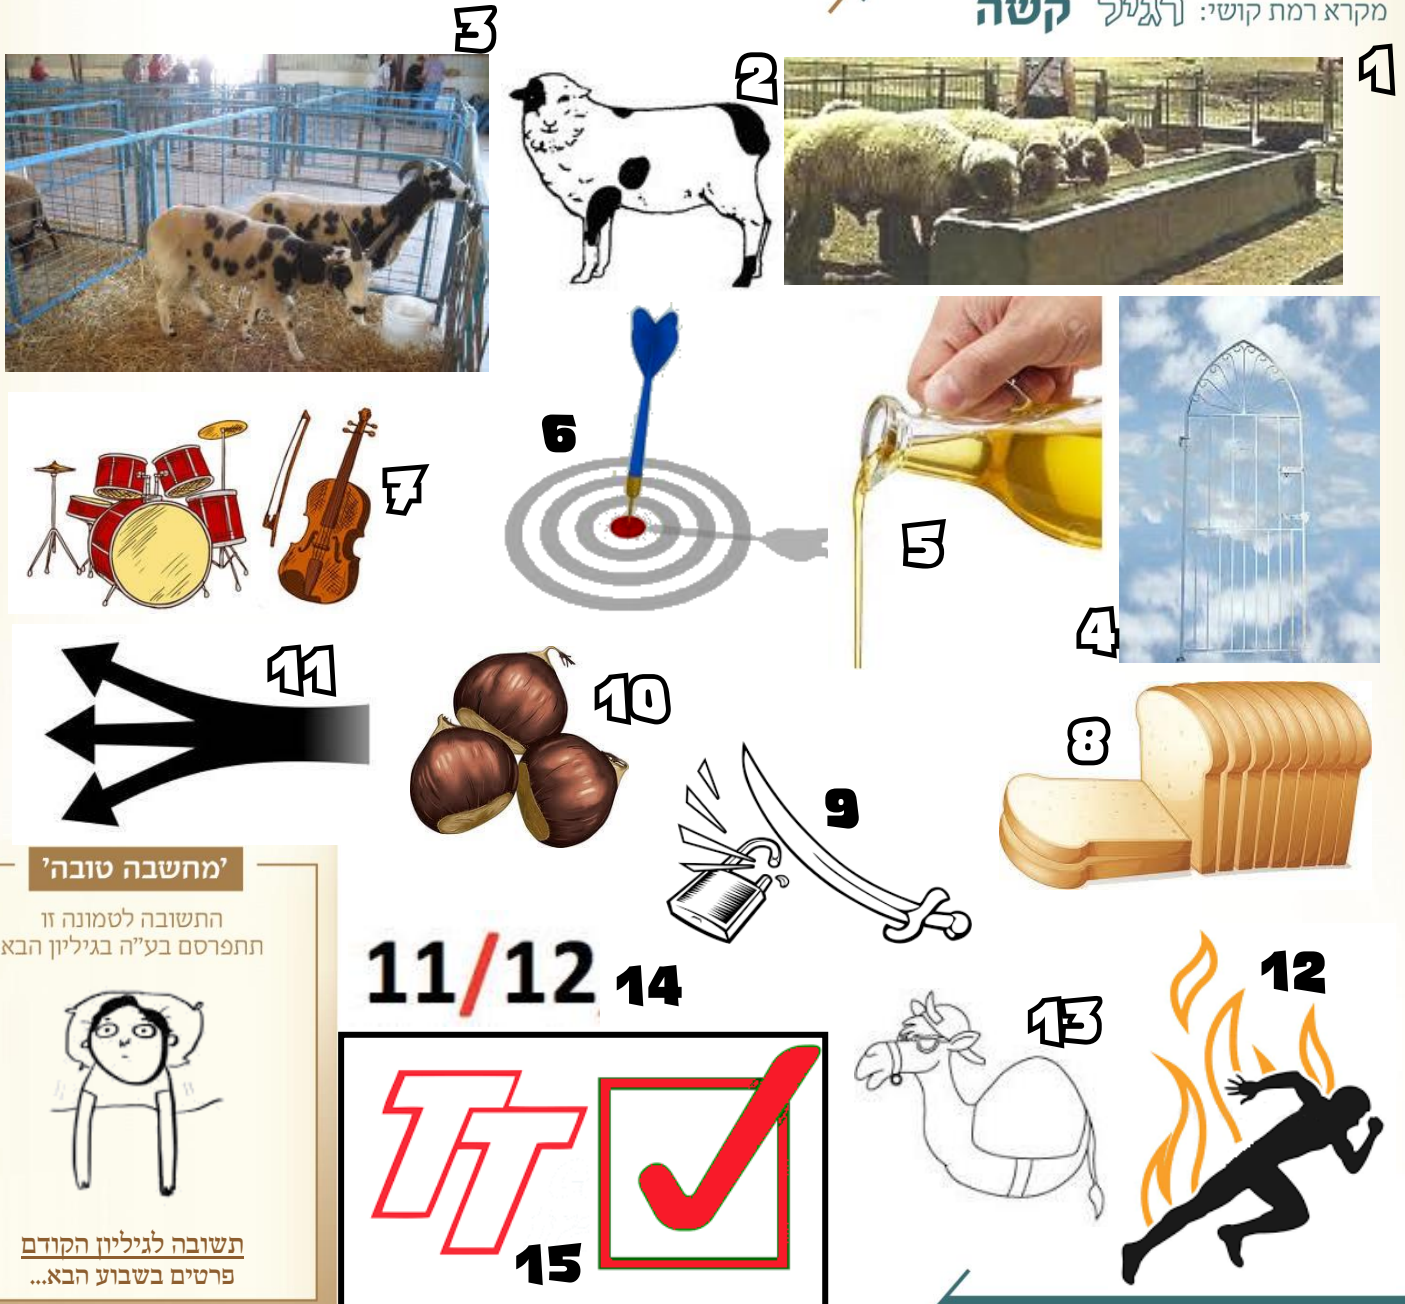 מקרא רמת קושי: רגיל קשה
3
2
1
6
7
5
4
11
10
8
9
'מחשבה טובה'
התשובה לטמונה זו
תתפרסם בע"ה בגיליון הבא
11/12
14
12
13
TT
15
תשובה לגיליון הקודם
פרטים בשבוע הבא...